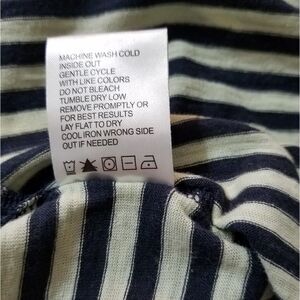 MACHINE WASH COLD
INSIDE OUT
GENTLE CYCLE
WITH LIKE COLORS
DO NOT BLEACH
TUMBLE DRY LOW
REMOVE PROMPTLY OR
FOR BEST RESULTS
LAY FLAT TO DRY
COOL IRON WRONG SIDE
OUT IF NEEDED